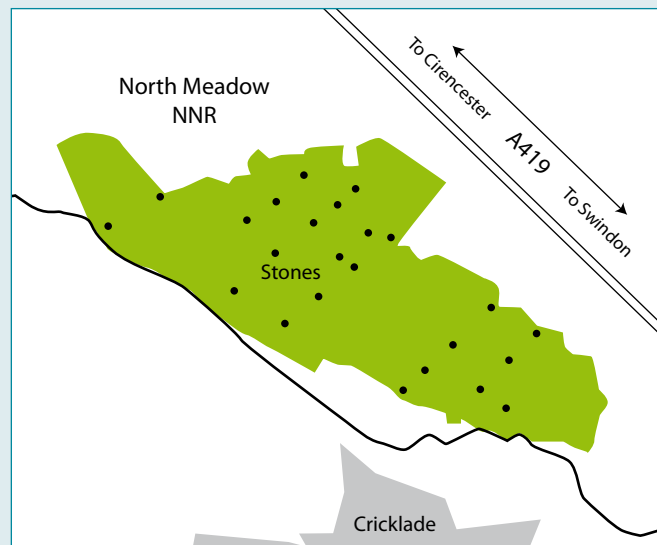 North Meadow
NNR
To Cirencester
A419
To Swindon
Stones
Cricklade